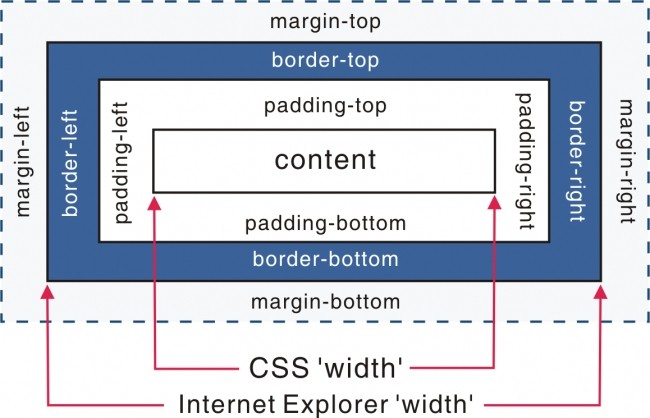 margin-top
border-top
padding-top
margin-left
border-left
padding-left
content
padding-right
border-right
margin-right
padding-bottom
border-bottom
margin-bottom
CSS 'width'
Internet Explorer 'width'